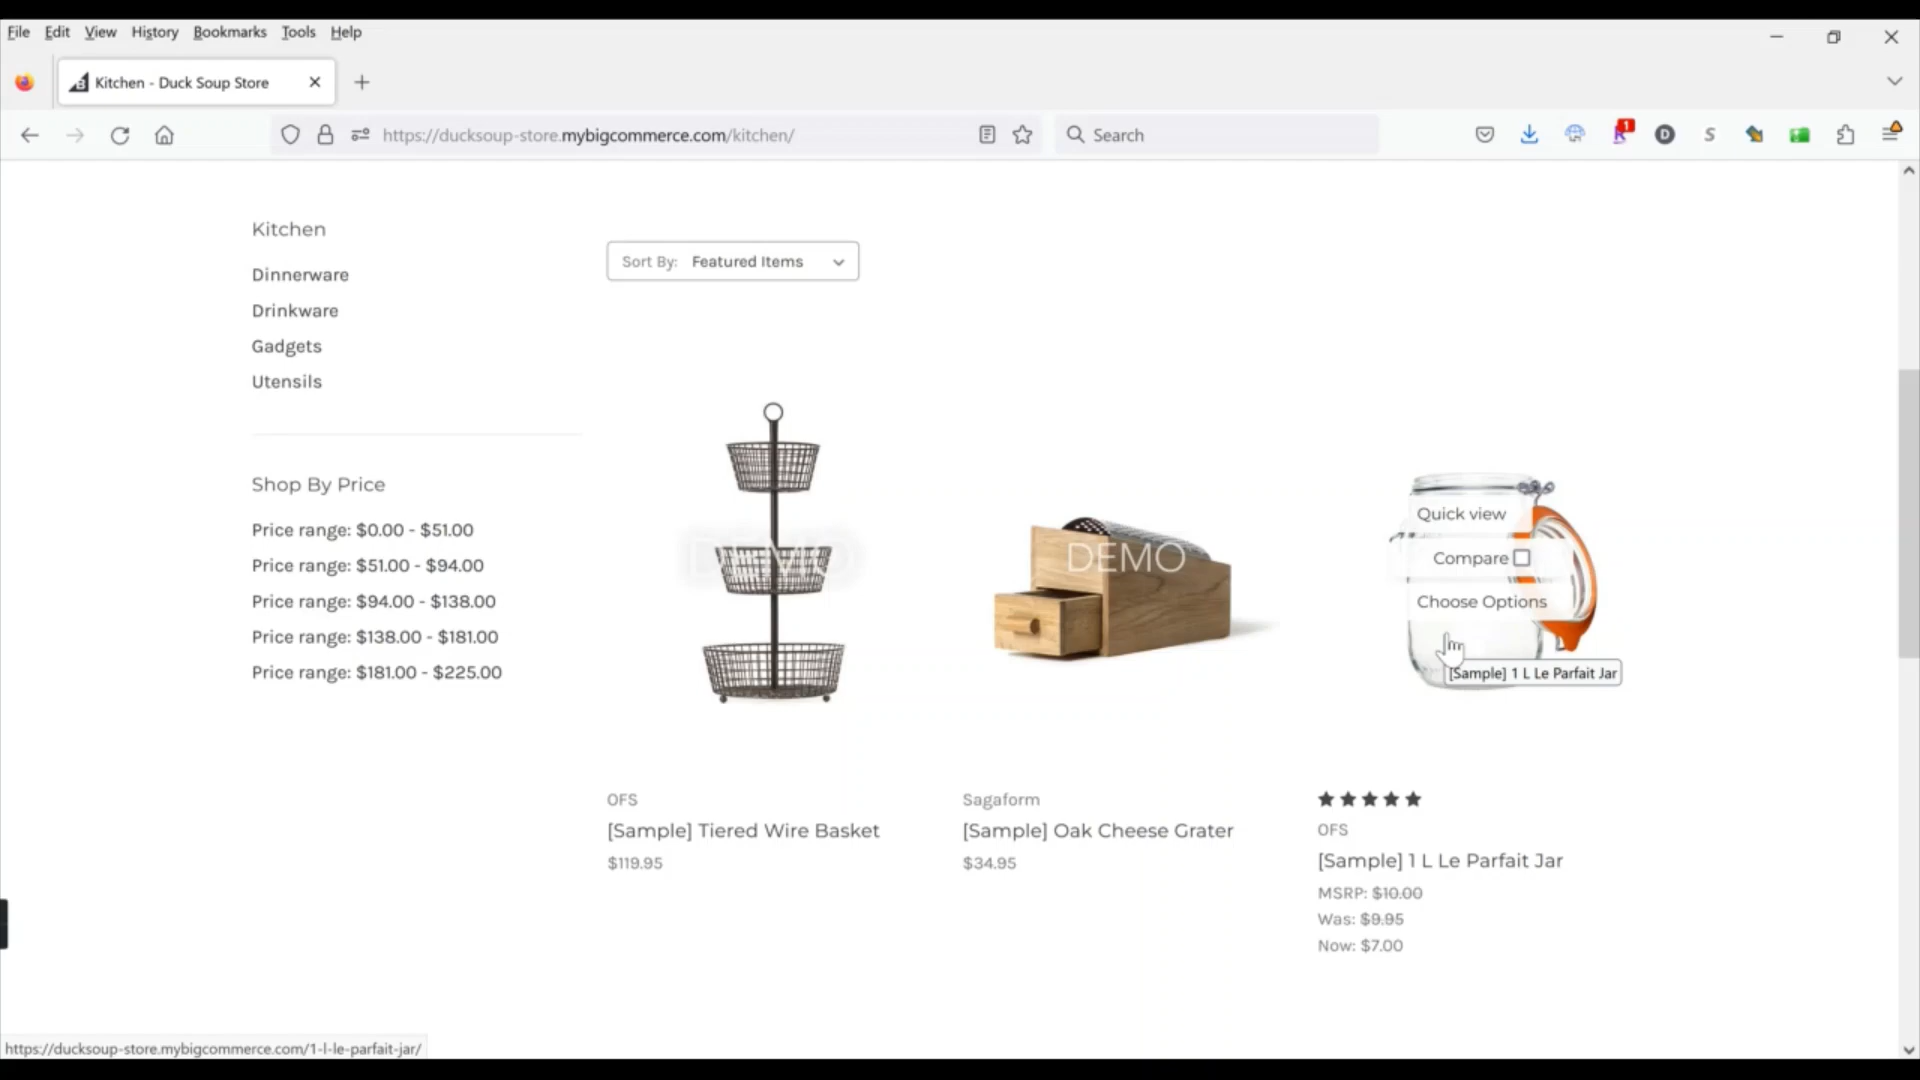 File Edit View History Bookmarks Tools Help
Kitchen - Duck Soup Store
https://ducksoup-store.mybigcommerce.com/kitchen/
Search
1
D
S
Kitchen
Dinnerware
Drinkware
Gadgets
Utensils
Sort By: Featured Items
Shop By Price
Price range: $0.00 - $51.00
Price range: $51.00 - $94.00
Price range: $94.00 - $138.00
Price range: $138.00 - $181.00
Price range: $181.00 - $225.00
DEMO
OFS
[Sample] Tiered Wire Basket
$119.95
DEMO
Sagaform
[Sample] Oak Cheese Grater
$34.95
Quick view
Compare
Choose Options
[Sample] 1 L Le Parfait Jar
OFS
[Sample] 1 L Le Parfait Jar
MSRP: $10.00
Was: $9.95
Now: $7.00
https://ducksoup-store.mybigcommerce.com/1-l-le-parfait-jar/